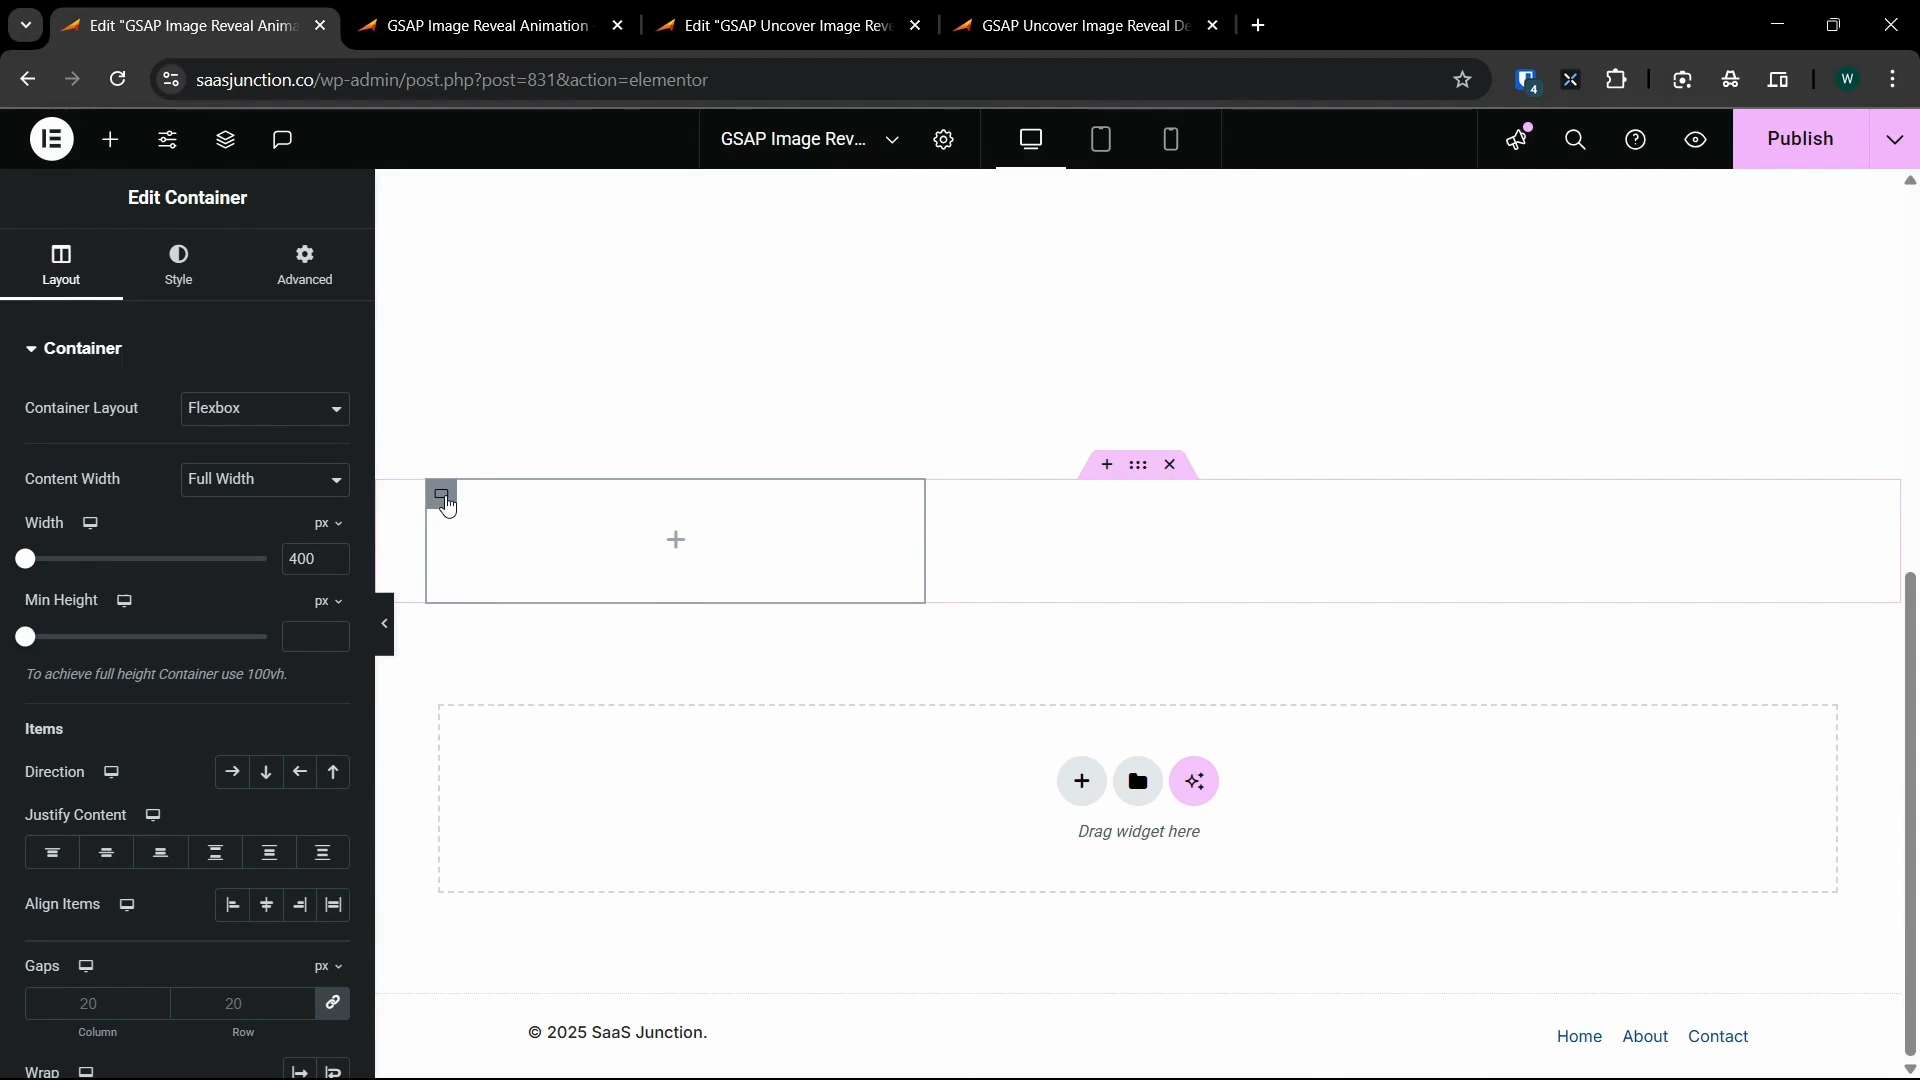 Edit "GSAP Image Reveal Anima
GSAP Image Reveal Animation
Edit "GSAP Uncover Image Reve
GSAP Uncover Image Reveal De
saasjunction.co/wp-admin/post.php?post=831&action=elementor
4
W
GSAP Image Rev...
Publish
Edit Container
Layout
Style
Advanced
Container
Container Layout
Flexbox
Content Width
Full Width
Width
px
400
Min Height
px
To achieve full height Container use 100vh.
Items
Direction
Justify Content
Align Items
Gaps
px
20
20
Column
Row
Wrap
Drag widget here
© 2025 SaaS Junction.
Home
About
Contact